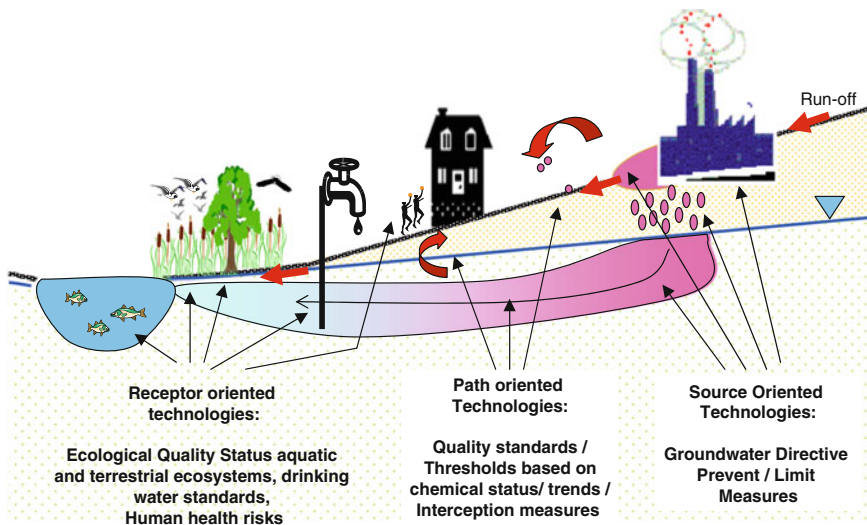 Run-off
Receptor oriented
technologies:
Ecological Quality Status aquatic
and terrestrial ecosystems, drinking
water standards,
Human health risks
Path oriented
Technologies:
Quality standards /
Thresholds based on
chemical status/ trends /
Interception measures
Source Oriented
Technologies:
Groundwater Directive
Prevent / Limit
Measures